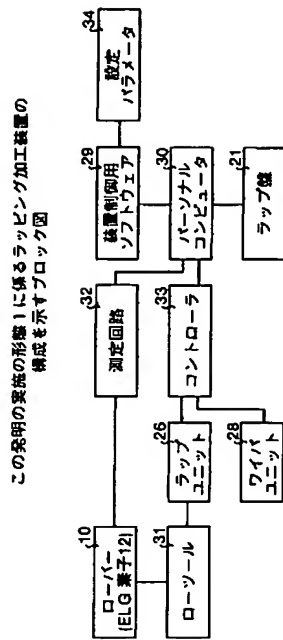 この発明の実施の形態1に係るラッピング加工装置の
構成を示すブロック図
34
設定
パラメータ
29
装置制御用
ソフトウェア
30
パーソナル
コンピュータ
21
ラップ盤
32
測定回路
33
コントローラ
26
ラップ
ユニット
28
ワイパ
ユニット
10
ローバー
(ELG 素子12)
31
ローツール